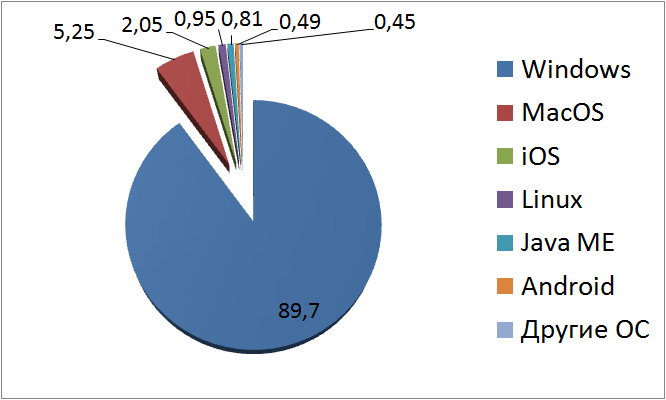 5,25
2,05
0,95
0,81
0,49
0,45
89,7
Windows
MacOS
iOS
Linux
Java ME
Android
Другие ОС